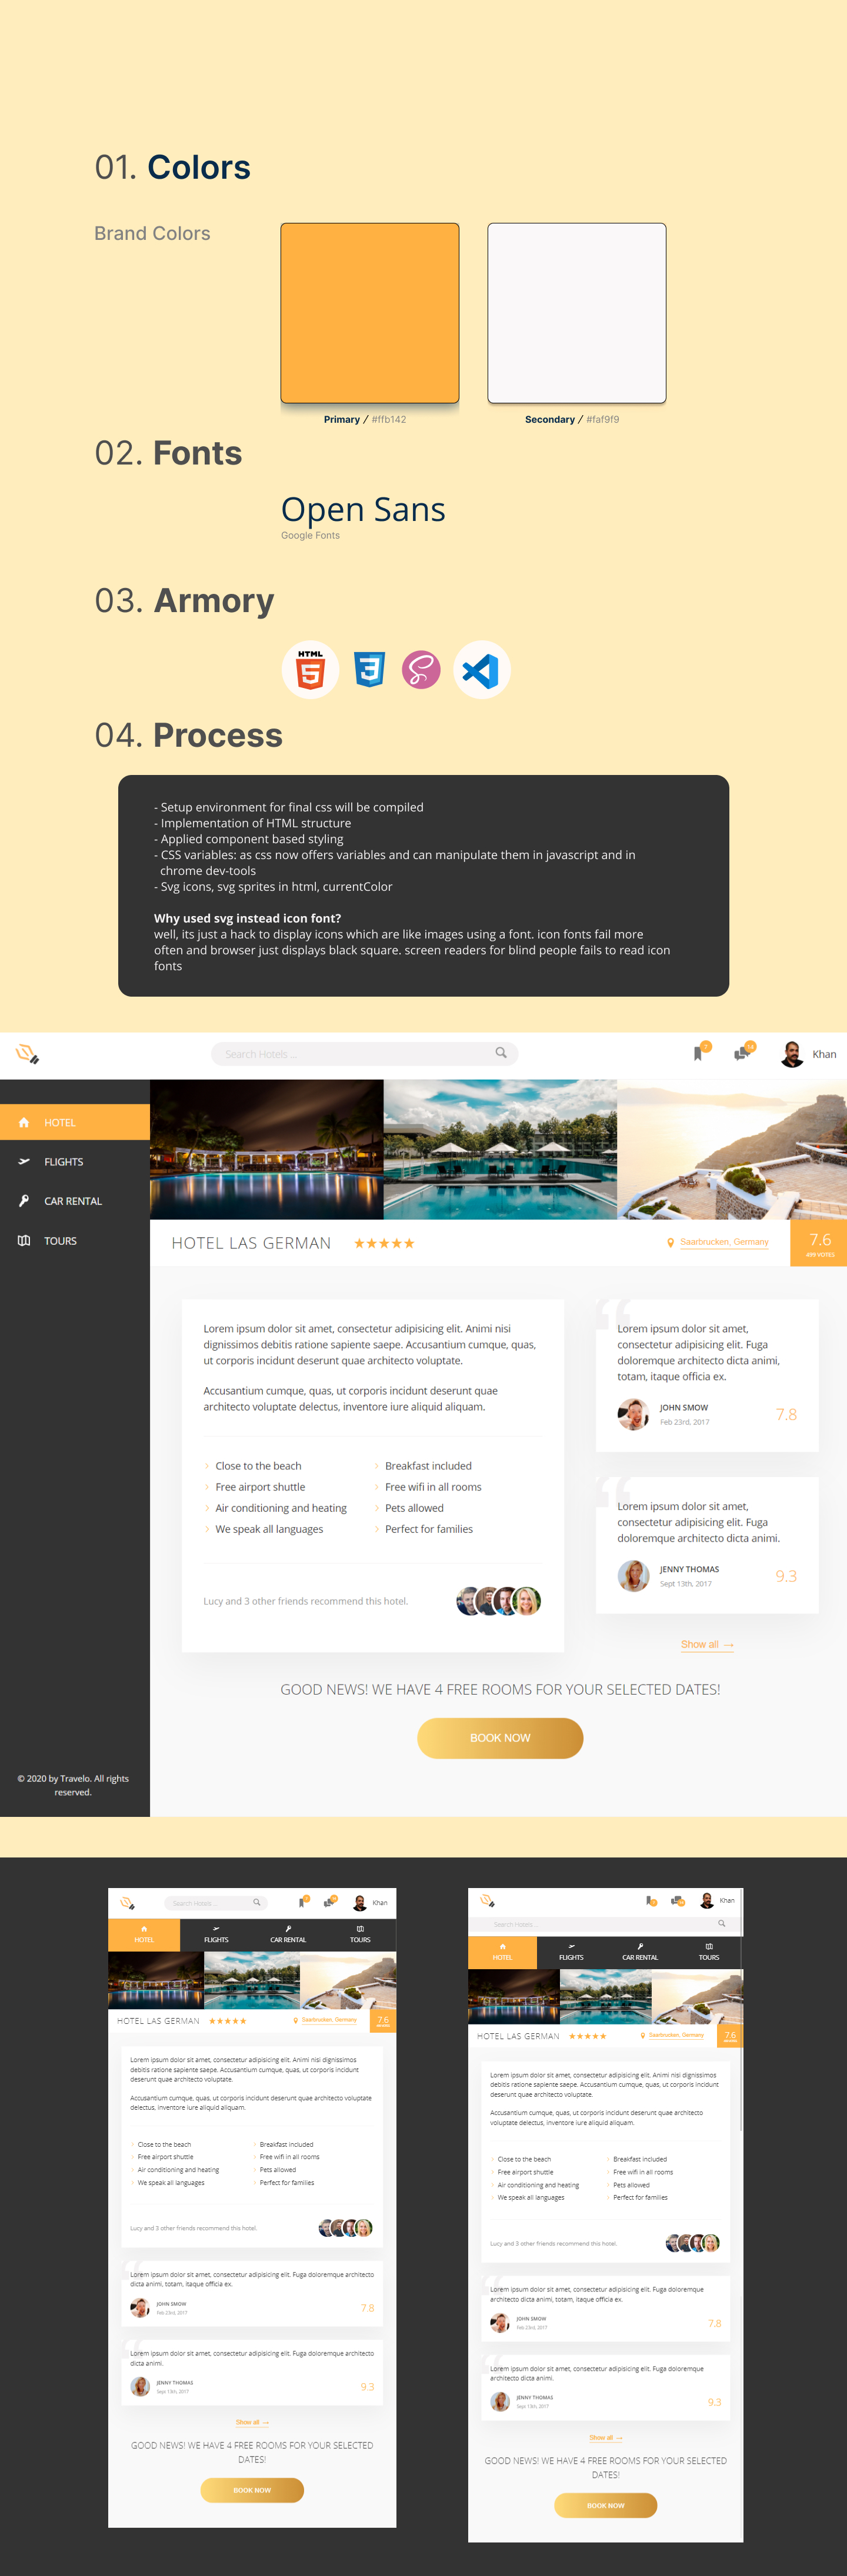 01. Colors
Brand Colors
Primary / #ffb142
Secondary / #faf9f9
02. Fonts
Open Sans
Google Fonts
03. Armory
HTML
5
3
04. Process
- Setup environment for final css will be compiled
- Implementation of HTML structure
- Applied component based styling
- CSS variables: as css now offers variables and can manipulate them in javascript and in
chrome dev-tools
- Svg icons, svg sprites in html, currentColor
Why used svg instead icon font?
well, its just a hack to display icons which are like images using a font. icon fonts fail more
often and browser just displays black square. screen readers for blind people fails to read icon
fonts
Search Hotels ...
7
14
Khan
HOTEL
FLIGHTS
CAR RENTAL
TOURS
HOTEL LAS GERMAN ★★★★★
Saarbrucken, Germany
7.6
499 VOTES
Lorem ipsum dolor sit amet, consectetur adipisicing elit. Animi nisi
dignissimos debitis ratione sapiente saepe. Accusantium cumque, quas,
ut corporis incidunt deserunt quae architecto voluptate.
Accusantium cumque, quas, ut corporis incidunt deserunt quae
architecto voluptate delectus, inventore iure aliquid aliquam.
Close to the beach
Breakfast included
Free airport shuttle
Free wifi in all rooms
Air conditioning and heating
Pets allowed
We speak all languages
Perfect for families
Lucy and 3 other friends recommend this hotel.
Lorem ipsum dolor sit amet,
consectetur adipisicing elit. Fuga
doloremque architecto dicta animi,
totam, itaque officia ex.
JOHN SMOW
Feb 23rd, 2017
7.8
Lorem ipsum dolor sit amet,
consectetur adipisicing elit. Fuga
doloremque architecto dicta animi.
JENNY THOMAS
Sept 13th, 2017
9.3
Show all →
GOOD NEWS! WE HAVE 4 FREE ROOMS FOR YOUR SELECTED DATES!
BOOK NOW
© 2020 by Travelo. All rights
reserved.
Search Hotels ...
Khan
HOTEL
FLIGHTS
CAR RENTAL
TOURS
HOTEL LAS GERMAN ★★★★★
Saarbrucken, Germany
7.6
Lorem ipsum dolor sit amet, consectetur adipisicing elit. Animi nisi dignissimos
debitis ratione sapiente saepe. Accusantium cumque, quas, ut corporis incidunt
deserunt quae architecto voluptate.
Accusantium cumque, quas, ut corporis incidunt deserunt quae architecto voluptate
delectus, inventore iure aliquid aliquam.
Close to the beach
Breakfast included
Free airport shuttle
Free wifi in all rooms
Air conditioning and heating
Pets allowed
We speak all languages
Perfect for families
Lucy and 3 other friends recommend this hotel.
Lorem ipsum dolor sit amet, consectetur adipisicing elit. Fuga doloremque architecto
dicta animi, totam, itaque officia ex.
JOHN SMOW
Feb 23rd, 2017
7.8
Lorem ipsum dolor sit amet, consectetur adipisicing elit. Fuga doloremque architecto
dicta animi.
JENNY THOMAS
Sept 13th, 2017
9.3
Show all →
GOOD NEWS! WE HAVE 4 FREE ROOMS FOR YOUR SELECTED
DATES!
BOOK NOW
Khan
Search Hotels ...
HOTEL
FLIGHTS
CAR RENTAL
TOURS
HOTEL LAS GERMAN ★★★★★
Saarbrucken, Germany
7.6
Lorem ipsum dolor sit amet, consectetur adipisicing elit. Animi nisi dignissimos
debitis ratione sapiente saepe. Accusantium cumque, quas, ut corporis incidunt
deserunt quae architecto voluptate.
Accusantium cumque, quas, ut corporis incidunt deserunt quae architecto
voluptate delectus, inventore iure aliquid aliquam.
Close to the beach
Breakfast included
Free airport shuttle
Free wifi in all rooms
Air conditioning and heating
Pets allowed
We speak all languages
Perfect for families
Lucy and 3 other friends recommend this hotel.
Lorem ipsum dolor sit amet, consectetur adipisicing elit. Fuga doloremque
architecto dicta animi, totam, itaque officia ex.
JOHN SMOW
Feb 23rd, 2017
7.8
Lorem ipsum dolor sit amet, consectetur adipisicing elit. Fuga doloremque
architecto dicta animi.
JENNY THOMAS
Sept 13th, 2017
9.3
Show all →
GOOD NEWS! WE HAVE 4 FREE ROOMS FOR YOUR SELECTED
DATES!
BOOK NOW